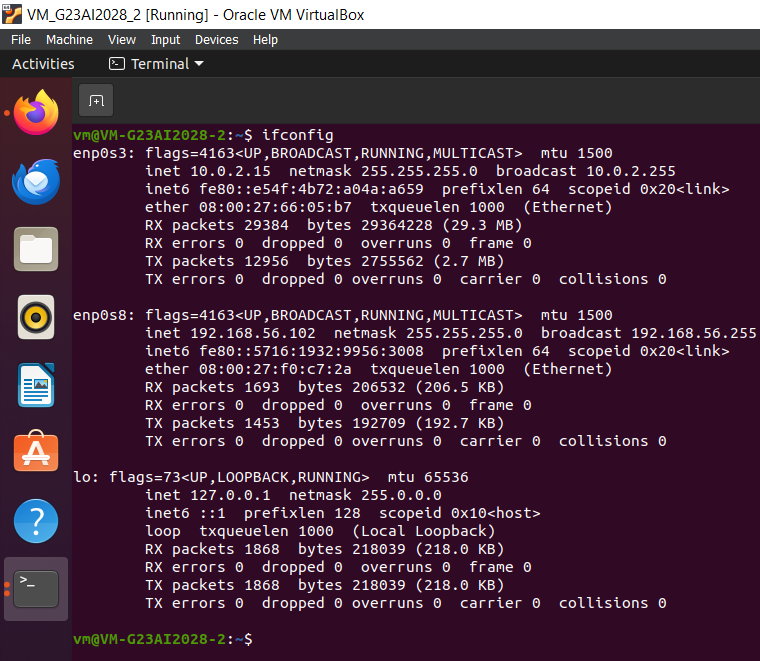 VM_G23AI2028_2 [Running] - Oracle VM VirtualBox
File Machine View Input Devices Help
Activities Terminal
vm@VM-G23AI2028-2:~$ ifconfig
enp0s3: flags=4163<UP,BROADCAST,RUNNING,MULTICAST>  mtu 1500
        inet 10.0.2.15  netmask 255.255.255.0  broadcast 10.0.2.255
        inet6 fe80::e54f:4b72:a04a:a659  prefixlen 64  scopeid 0x20<link>
        ether 08:00:27:66:05:b7  txqueuelen 1000  (Ethernet)
        RX packets 29384  bytes 29364228 (29.3 MB)
        RX errors 0  dropped 0  overruns 0  frame 0
        TX packets 12956  bytes 2755562 (2.7 MB)
        TX errors 0  dropped 0 overruns 0  carrier 0  collisions 0

enp0s8: flags=4163<UP,BROADCAST,RUNNING,MULTICAST>  mtu 1500
        inet 192.168.56.102  netmask 255.255.255.0  broadcast 192.168.56.255
        inet6 fe80::5716:1932:9956:3008  prefixlen 64  scopeid 0x20<link>
        ether 08:00:27:f0:c7:2a  txqueuelen 1000  (Ethernet)
        RX packets 1693  bytes 206532 (206.5 KB)
        RX errors 0  dropped 0  overruns 0  frame 0
        TX packets 1453  bytes 192709 (192.7 KB)
        TX errors 0  dropped 0 overruns 0  carrier 0  collisions 0

lo: flags=73<UP,LOOPBACK,RUNNING>  mtu 65536
        inet 127.0.0.1  netmask 255.0.0.0
        inet6 ::1  prefixlen 128  scopeid 0x10<host>
        loop  txqueuelen 1000  (Local Loopback)
        RX packets 1868  bytes 218039 (218.0 KB)
        RX errors 0  dropped 0  overruns 0  frame 0
        TX packets 1868  bytes 218039 (218.0 KB)
        TX errors 0  dropped 0 overruns 0  carrier 0  collisions 0

vm@VM-G23AI2028-2:~$